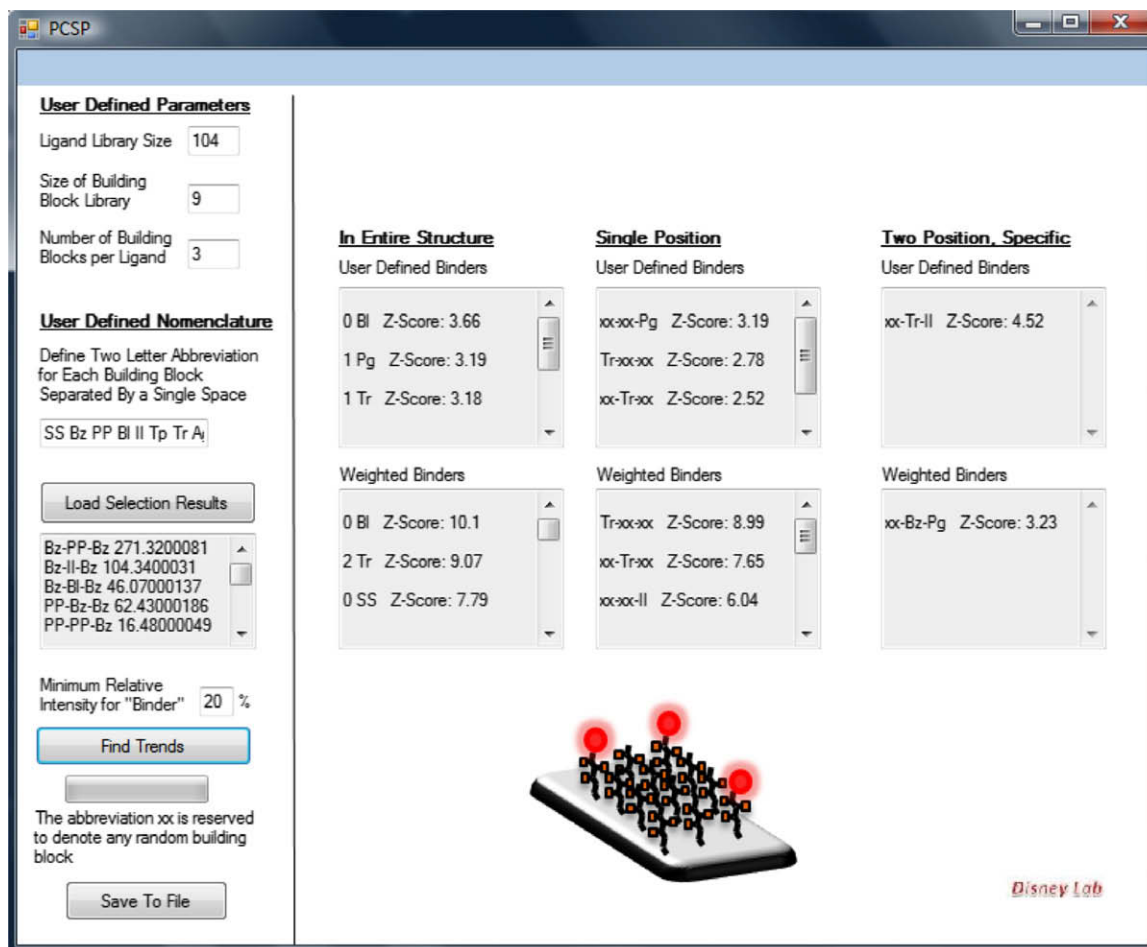 PCSP
User Defined Parameters
Ligand Library Size 104
Size of Building
Block Library 9
Number of Building
Blocks per Ligand 3
User Defined Nomenclature
Define Two Letter Abbreviation
for Each Building Block
Separated By a Single Space
SS Bz PP Bl Il Tp Tr
Load Selection Results
Bz-PP-Bz 271.3200081
Bz-Il-Bz 104.3400031
Bz-Bl-Bz 46.07000137
PP-Bz-Bz 62.43000186
PP-PP-Bz 16.48000049
Minimum Relative
Intensity for "Binder" 20 %
Find Trends
The abbreviation xx is reserved
to denote any random building
block
Save To File
In Entire Structure
User Defined Binders
0 Bl Z-Score: 3.66
1 Pg Z-Score: 3.19
1 Tr Z-Score: 3.18
Weighted Binders
0 Bl Z-Score: 10.1
2 Tr Z-Score: 9.07
0 SS Z-Score: 7.79
Single Position
User Defined Binders
xx-xx-Pg Z-Score: 3.19
Tr-xx-xx Z-Score: 2.78
xx-Tr-xx Z-Score: 2.52
Weighted Binders
Tr-xx-xx Z-Score: 8.99
xx-Tr-xx Z-Score: 7.65
xx-xx-Il Z-Score: 6.04
Two Position, Specific
User Defined Binders
xx-Tr-Il Z-Score: 4.52
Weighted Binders
xx-Bz-Pg Z-Score: 3.23
Disney Lab